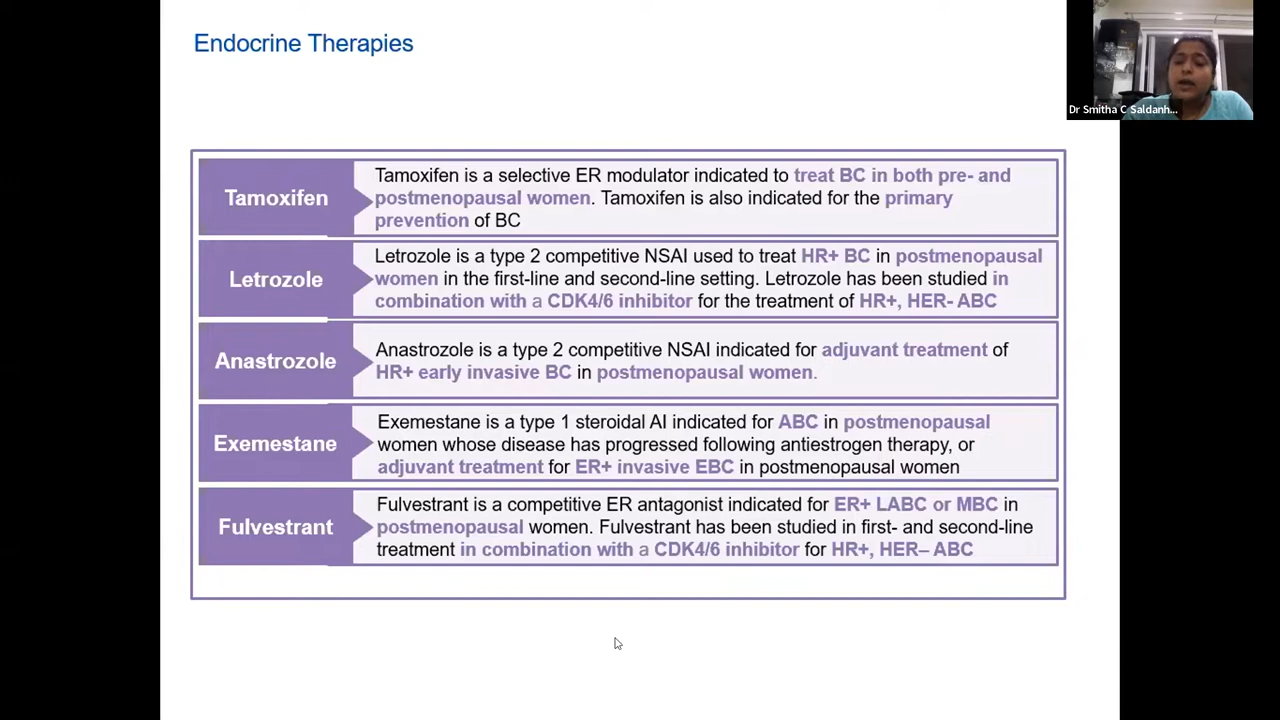 Endocrine Therapies
Dr Smitha C Saldanh...
Tamoxifen
Tamoxifen is a selective ER modulator indicated to treat BC in both pre- and
postmenopausal women. Tamoxifen is also indicated for the primary
prevention of BC
Letrozole
Letrozole is a type 2 competitive NSAI used to treat HR+ BC in postmenopausal
women in the first-line and second-line setting. Letrozole has been studied in
combination with a CDK4/6 inhibitor for the treatment of HR+, HER- ABC
Anastrozole
Anastrozole is a type 2 competitive NSAI indicated for adjuvant treatment of
HR+ early invasive BC in postmenopausal women.
Exemestane
Exemestane is a type 1 steroidal AI indicated for ABC in postmenopausal
women whose disease has progressed following antiestrogen therapy, or
adjuvant treatment for ER+ invasive EBC in postmenopausal women
Fulvestrant
Fulvestrant is a competitive ER antagonist indicated for ER+ LABC or MBC in
postmenopausal women. Fulvestrant has been studied in first- and second-line
treatment in combination with a CDK4/6 inhibitor for HR+, HER– ABC